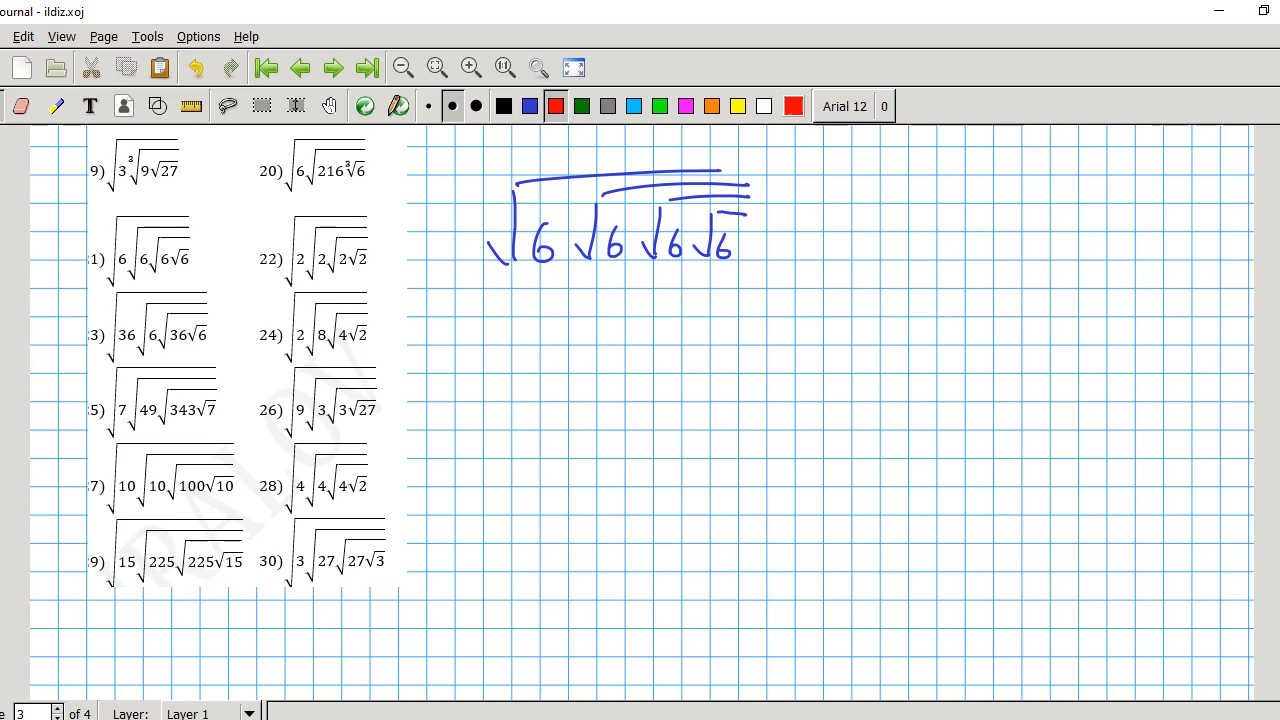 ournal - ildiz.xoj
Edit View Page Tools Options Help
T Arial 12 0
9) √(3∛(9√27)) 20) √(6√(216∛6))
√(6√(6√(6√6)))
1) √(6√(6√(6√6))) 22) √(2√(2√(2√2)))
3) √(36√(6√(36√6))) 24) √(2√(8√(4√2)))
5) √(7√(49√(343√7))) 26) √(9√(3√(3√27)))
7) √(10√(10√(100√10))) 28) √(4√(4√(4√2)))
9) √(15√(225√(225√15))) 30) √(3√(27√(27√3)))
RALOV
e 3 of 4 Layer: Layer 1